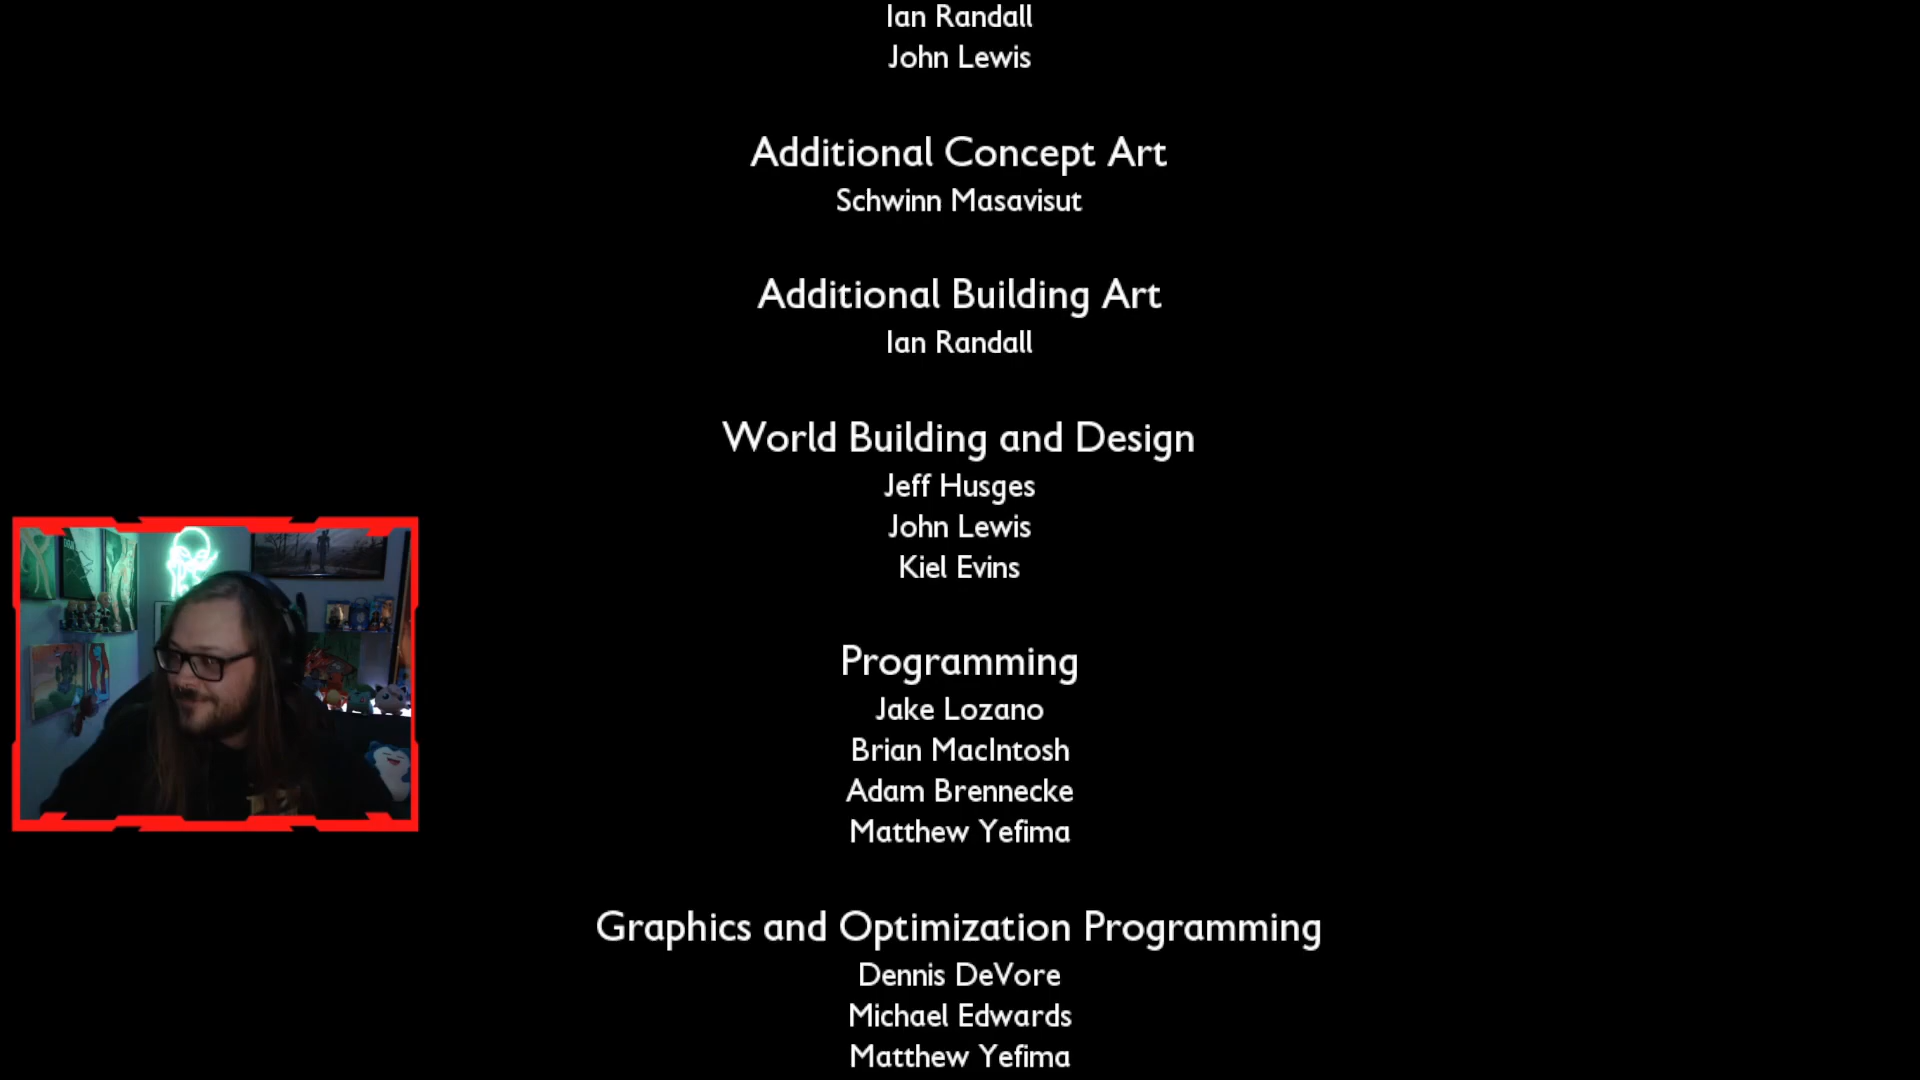 Ian Randall
John Lewis
Additional Concept Art
Schwinn Masavisut
Additional Building Art
Ian Randall
World Building and Design
Jeff Husges
John Lewis
Kiel Evins
Programming
Jake Lozano
Brian MacIntosh
Adam Brennecke
Matthew Yefima
Graphics and Optimization Programming
Dennis DeVore
Michael Edwards
Matthew Yefima